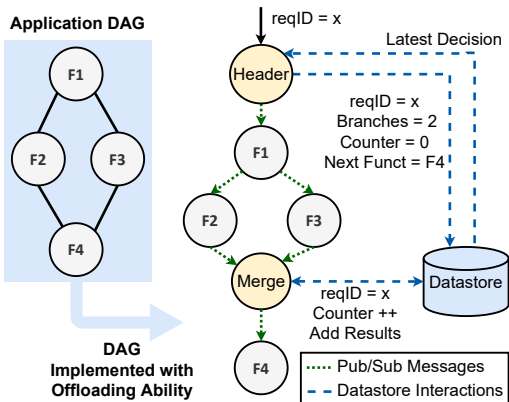 Application DAG
F1
F2
F3
F4
DAG
Implemented with
Offloading Ability
reqID = x
Header
Latest Decision
reqID = x
Branches = 2
Counter = 0
Next Funct = F4
F1
F2
F3
Merge
reqID = x
Counter ++
Add Results
Datastore
F4
Pub/Sub Messages
Datastore Interactions